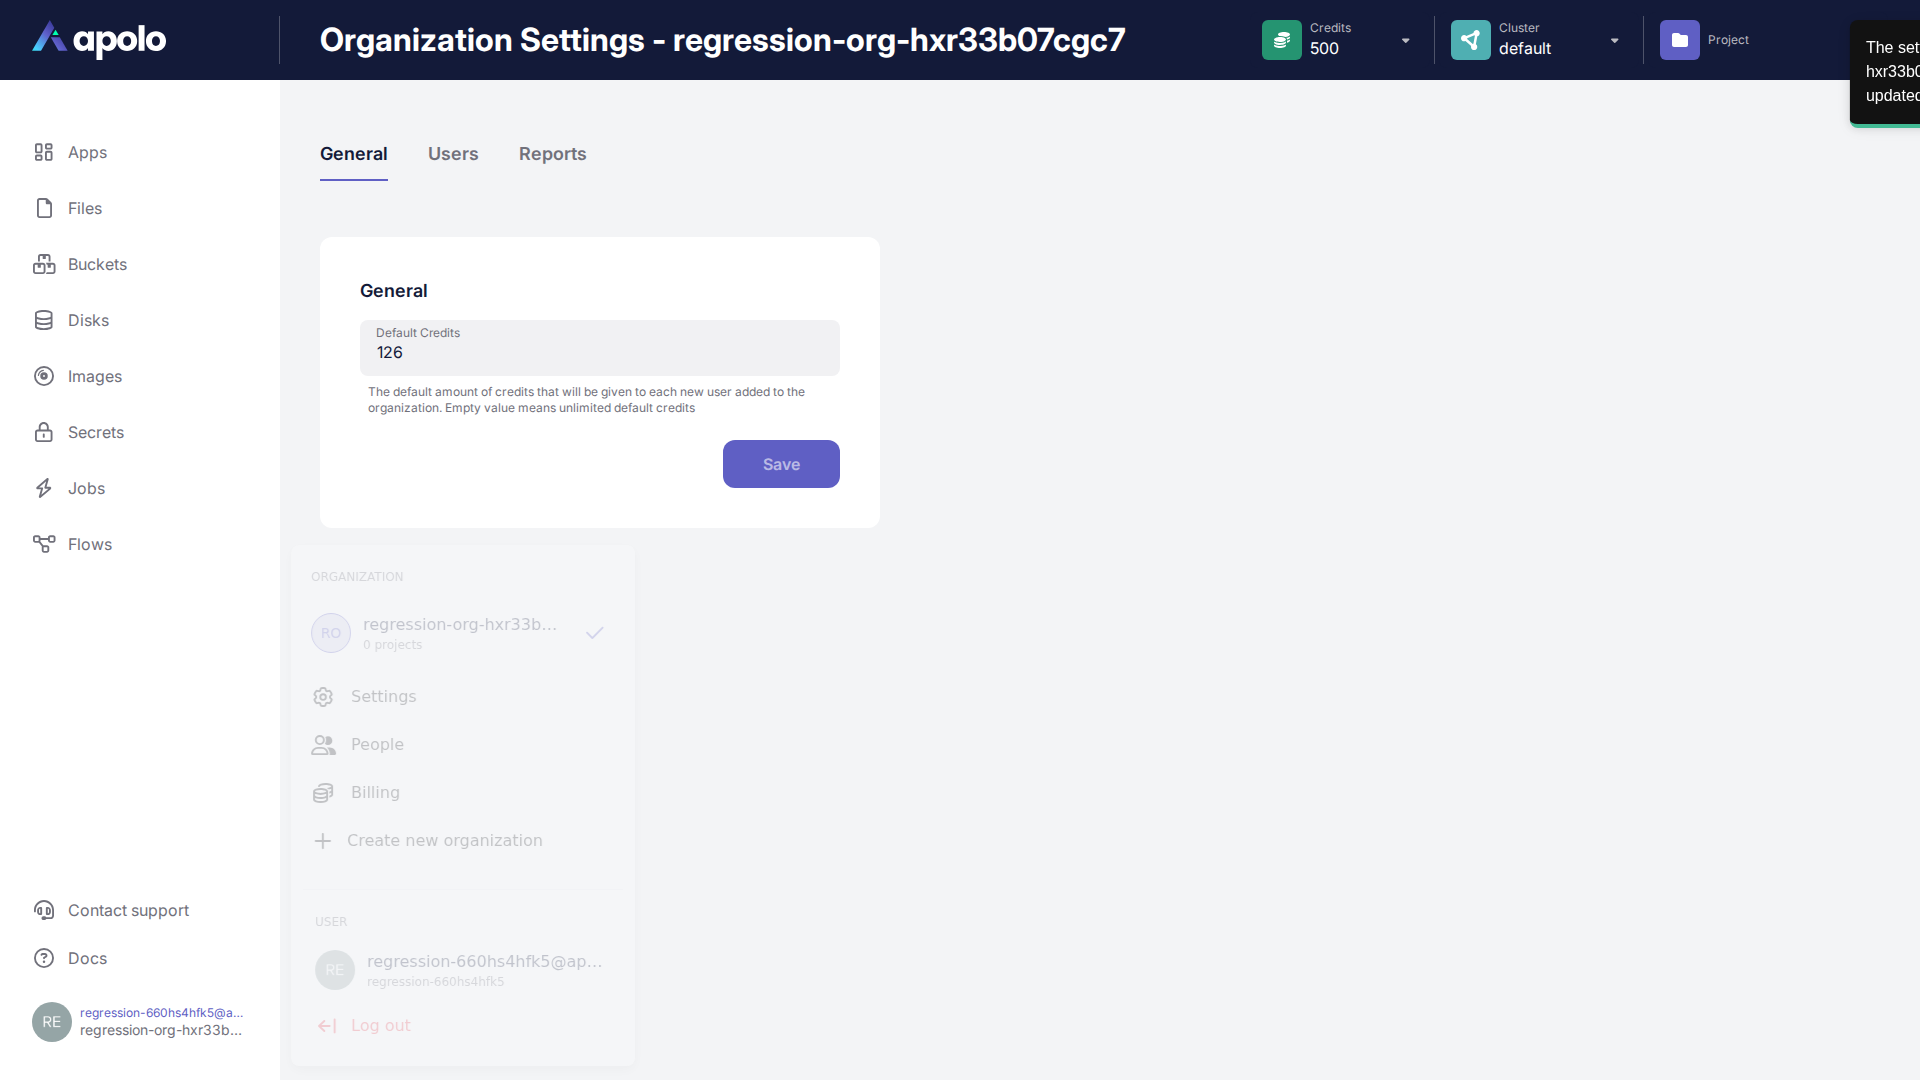 apolo
Organization Settings - regression-org-hxr33b07cgc7
Credits
500
Cluster
default
Project
The set
hxr33b0
updated
Apps
Files
Buckets
Disks
Images
Secrets
Jobs
Flows
General
Users
Reports
General
Default Credits
126
The default amount of credits that will be given to each new user added to the
organization. Empty value means unlimited default credits
Save
ORGANIZATION
RO
regression-org-hxr33b...
0 projects
Settings
People
Billing
Create new organization
USER
RE
regression-660hs4hfk5@ap...
regression-660hs4hfk5
Log out
Contact support
Docs
RE
regression-660hs4hfk5@a...
regression-org-hxr33b...